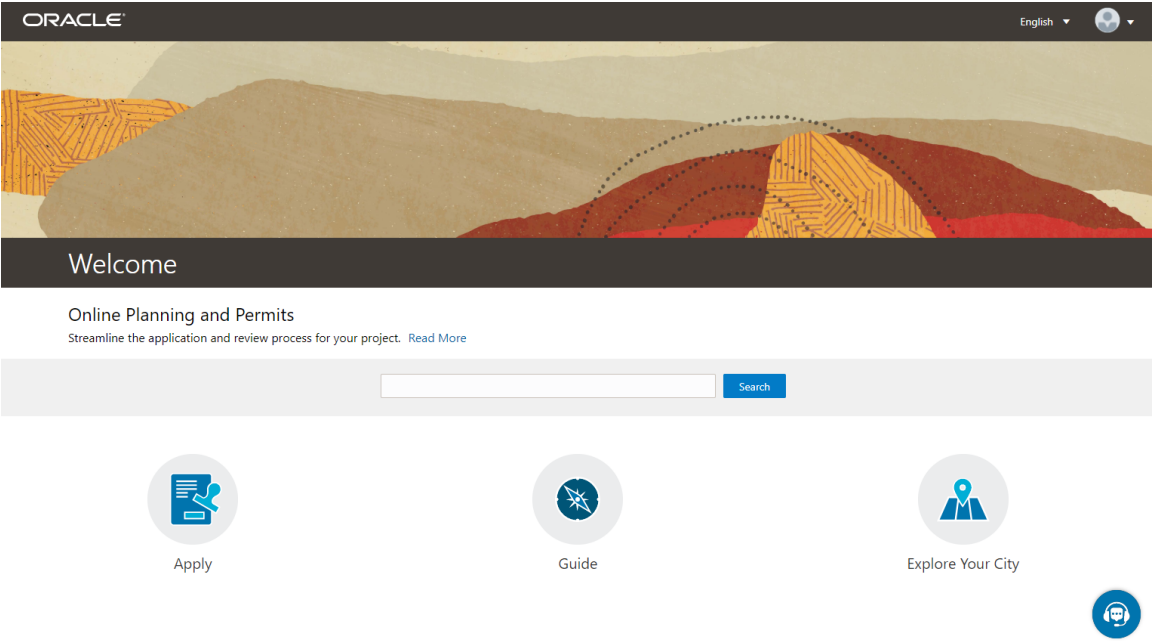 ORACLE
English
Welcome
Online Planning and Permits
Streamline the application and review process for your project. Read More
Search
Apply
Guide
Explore Your City